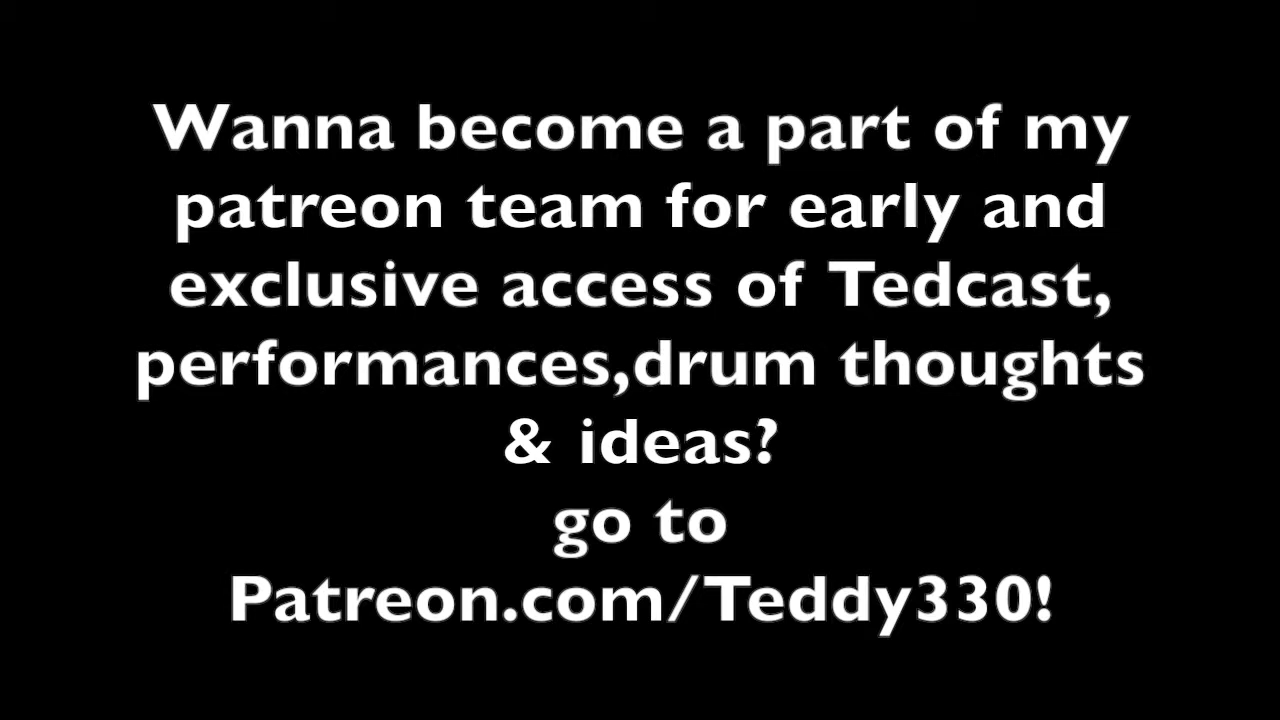 Wanna become a part of my
patreon team for early and
exclusive access of Tedcast,
performances,drum thoughts
& ideas?
go to
Patreon.com/Teddy330!